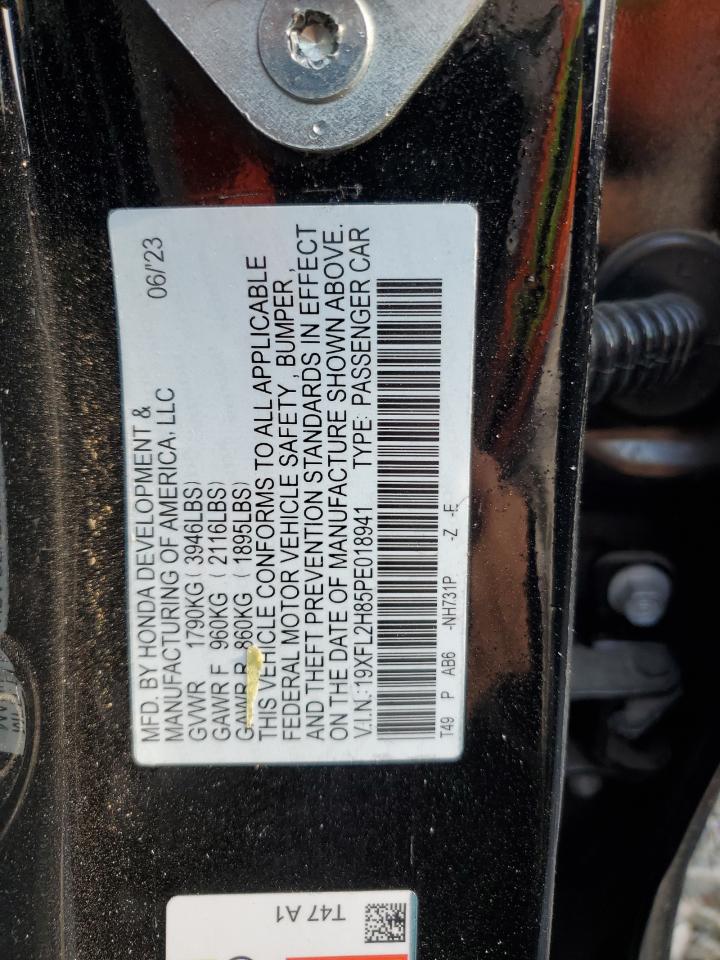 MFD. BY HONDA DEVELOPMENT &
MANUFACTURING OF AMERICA, LLC
06/'23
GVWR 1790KG ( 3946LBS)
GAWR F 960KG ( 2116LBS)
GAWR R 860KG ( 1895LBS)
THIS VEHICLE CONFORMS TO ALL APPLICABLE
FEDERAL MOTOR VEHICLE SAFETY, BUMPER,
AND THEFT PREVENTION STANDARDS IN EFFECT
ON THE DATE OF MANUFACTURE SHOWN ABOVE.
V.I.N.: 19XFL2H85PE018941 TYPE: PASSENGER CAR
T49 P AB6 -NH731P -Z -E
T47 A1